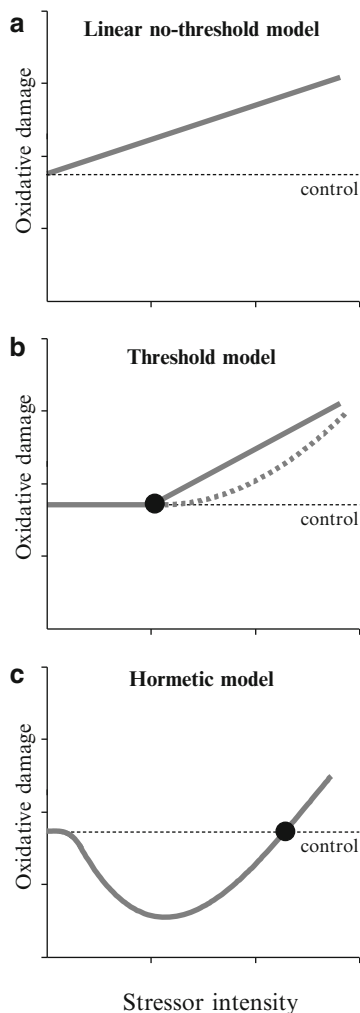 a
Linear no-threshold model
Oxidative damage
control
b
Threshold model
Oxidative damage
control
c
Hormetic model
Oxidative damage
control
Stressor intensity